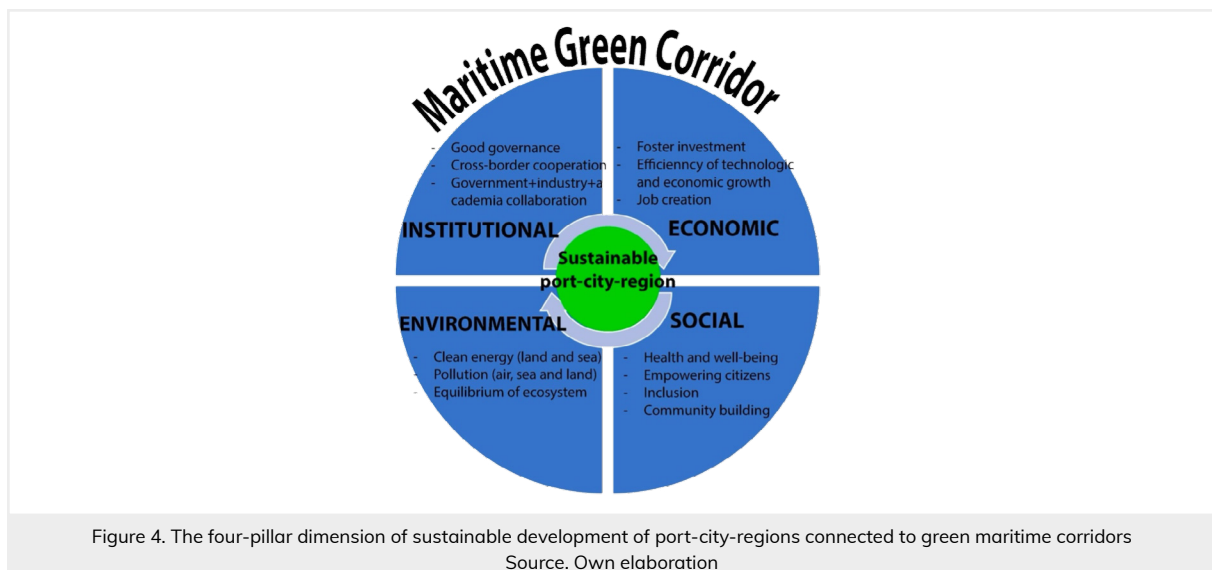 Maritime Green Corridor
- Good governance
- Cross-border cooperation
- Government+industry+a
cademia collaboration
INSTITUTIONAL
- Foster investment
- Efficienncy of technologic
and economic growth
- Job creation
ECONOMIC
Sustainable
port-city-region
ENVIRONMENTAL
- Clean energy (land and sea)
- Pollution (air, sea and land)
- Equilibrium of ecosystem
SOCIAL
- Health and well-being
- Empowering citizens
- Inclusion
- Community building
Figure 4. The four-pillar dimension of sustainable development of port-city-regions connected to green maritime corridors
Source. Own elaboration